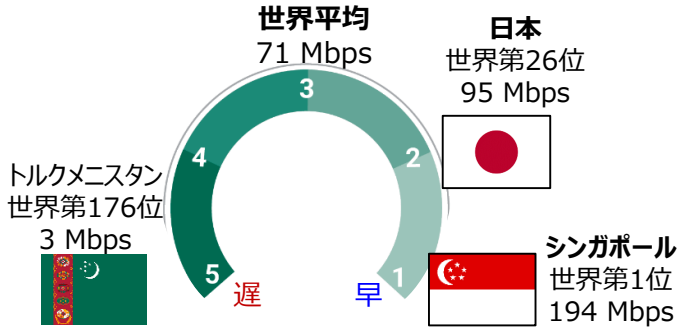 世界平均
71 Mbps
日本
世界第26位
95 Mbps
3
2
4
トルクメニスタン
世界第176位
3 Mbps
5
遅
早
1
シンガポール
世界第1位
194 Mbps